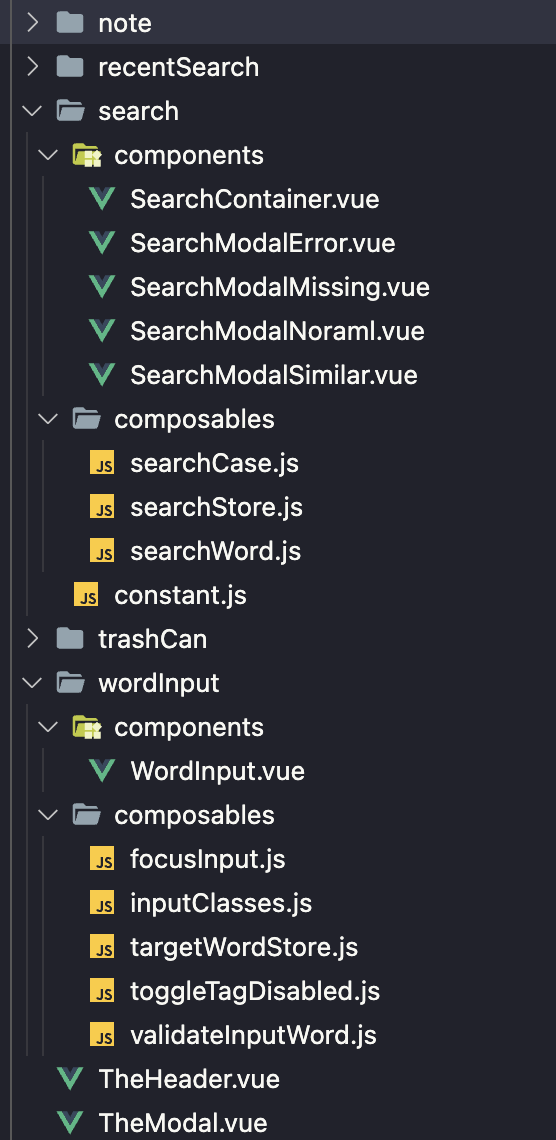 note
recentSearch
search
components
SearchContainer.vue
SearchModalError.vue
SearchModalMissing.vue
SearchModalNoraml.vue
SearchModalSimilar.vue
composables
JS searchCase.js
JS searchStore.js
JS searchWord.js
JS constant.js
trashCan
wordInput
components
WordInput.vue
composables
JS focusInput.js
JS inputClasses.js
JS targetWordStore.js
JS toggleTagDisabled.js
JS validateInputWord.js
TheHeader.vue
TheModal.vue